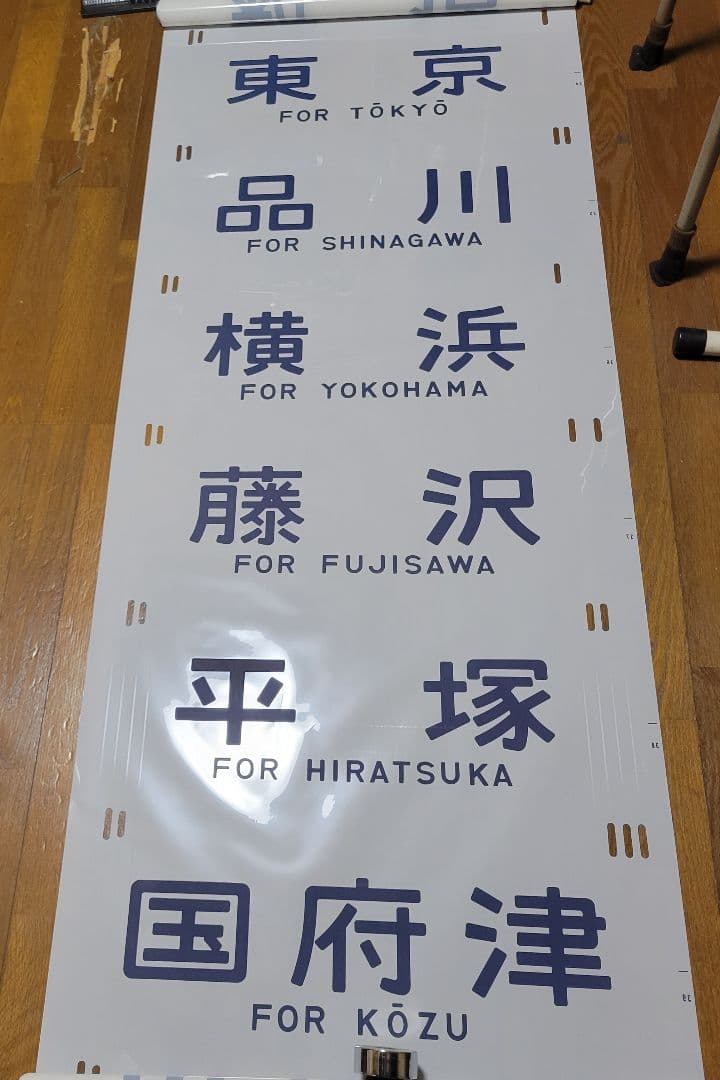 東京
FOR TŌKYŌ
品川
FOR SHINAGAWA
横浜
FOR YOKOHAMA
藤沢
FOR FUJISAWA
平塚
FOR HIRATSUKA
国府津
FOR KŌZU